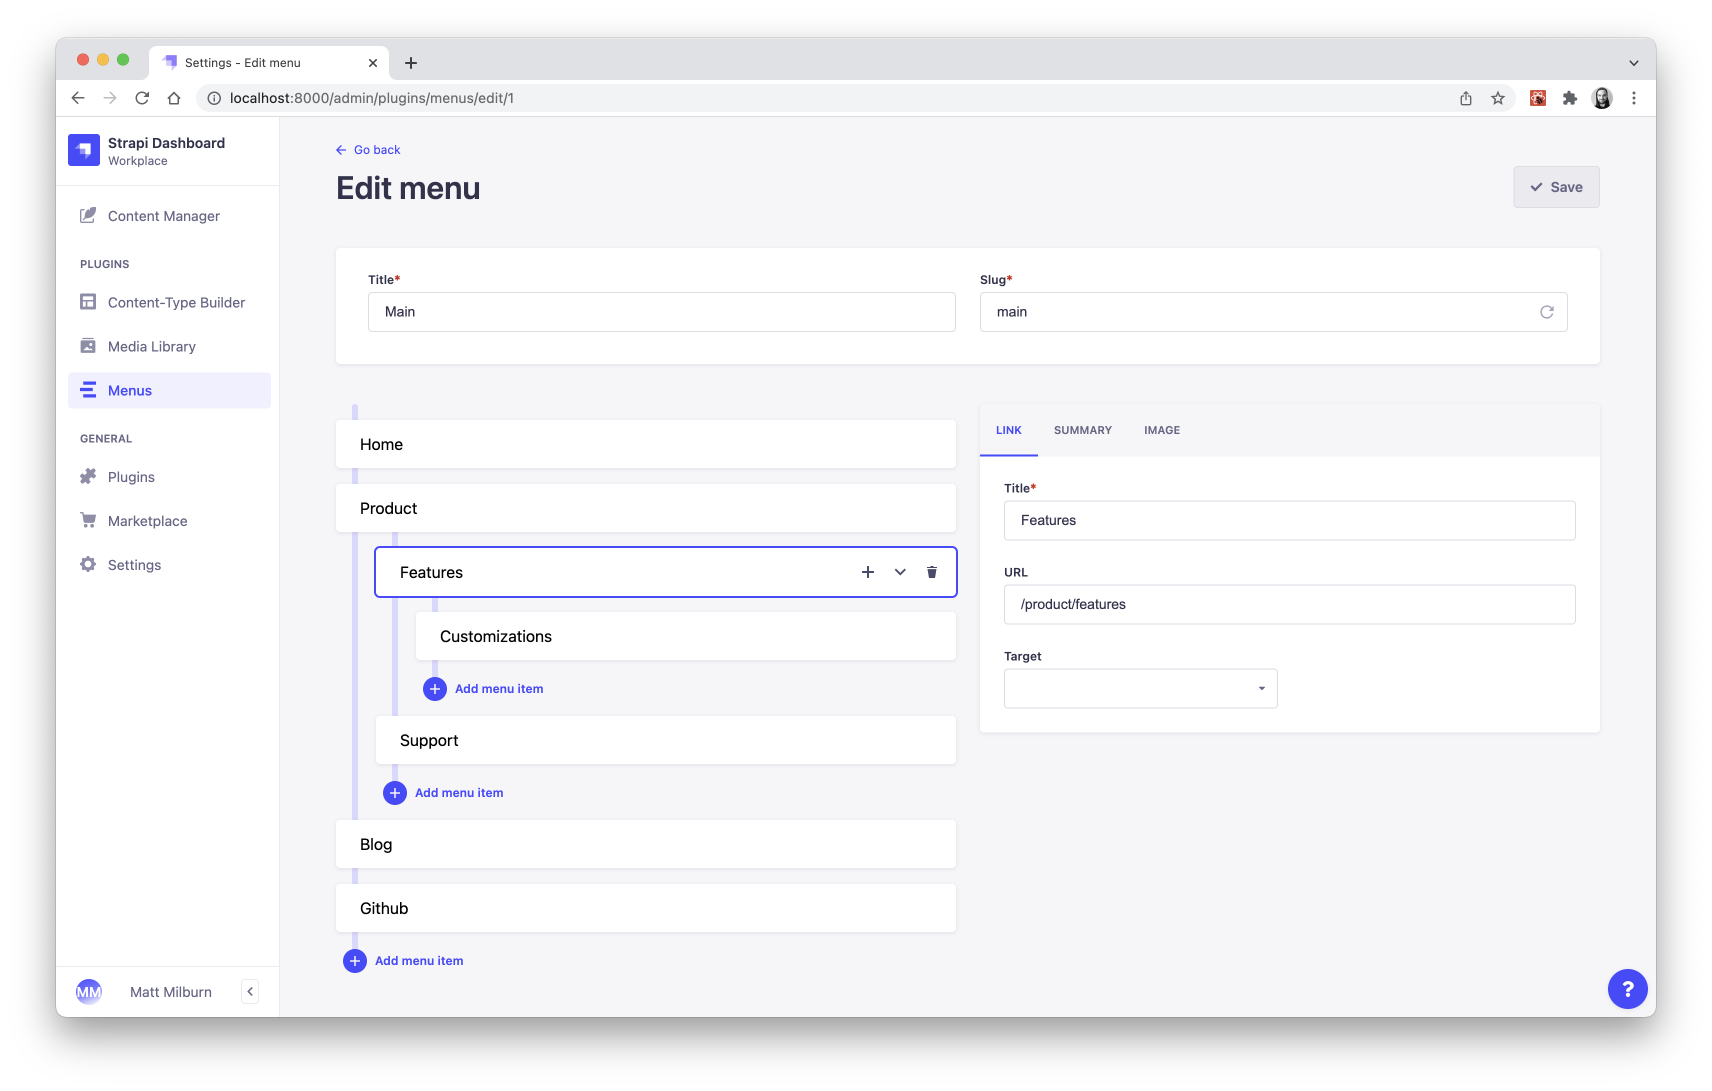 Settings - Edit menu
localhost:8000/admin/plugins/menus/edit/1
Strapi Dashboard
Workplace
Content Manager
PLUGINS
Content-Type Builder
Media Library
Menus
GENERAL
Plugins
Marketplace
Settings
MM
Matt Milburn
Go back
Edit menu
Save
Title*
Main
Slug*
main
Home
Product
Features
Customizations
Add menu item
Support
Add menu item
Blog
Github
Add menu item
LINK SUMMARY IMAGE
Title*
Features
URL
/product/features
Target
?